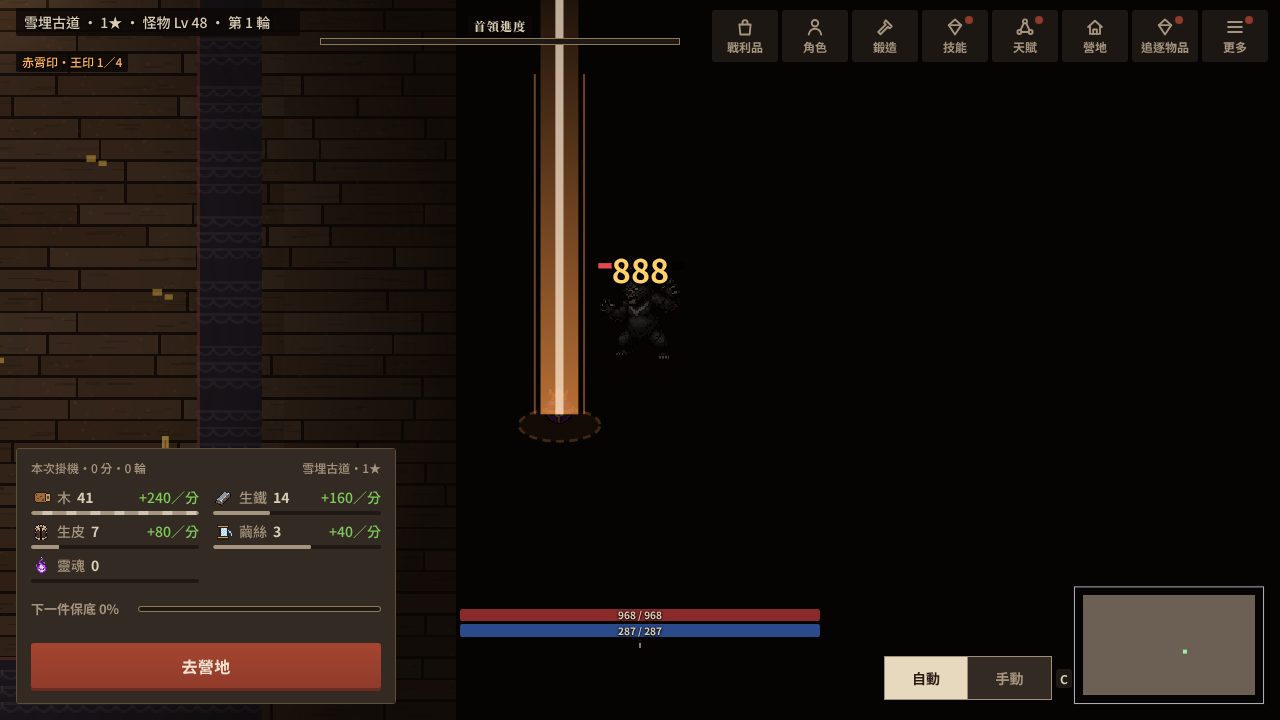 雪埋古道 · 1★ · 怪物 Lv 48 · 第 1 輪
赤霄印·王印 1／4
首領進度
戰利品
角色
鍛造
技能
天賦
營地
追逐物品
更多
888
本次掛機·0 分·0 輪
雪埋古道·1★
木 41 +240／分
生鐵 14 +160／分
生皮 7 +80／分
繭絲 3 +40／分
靈魂 0
下一件保底 0%
去營地
968 / 968
287 / 287
自動
手動
C